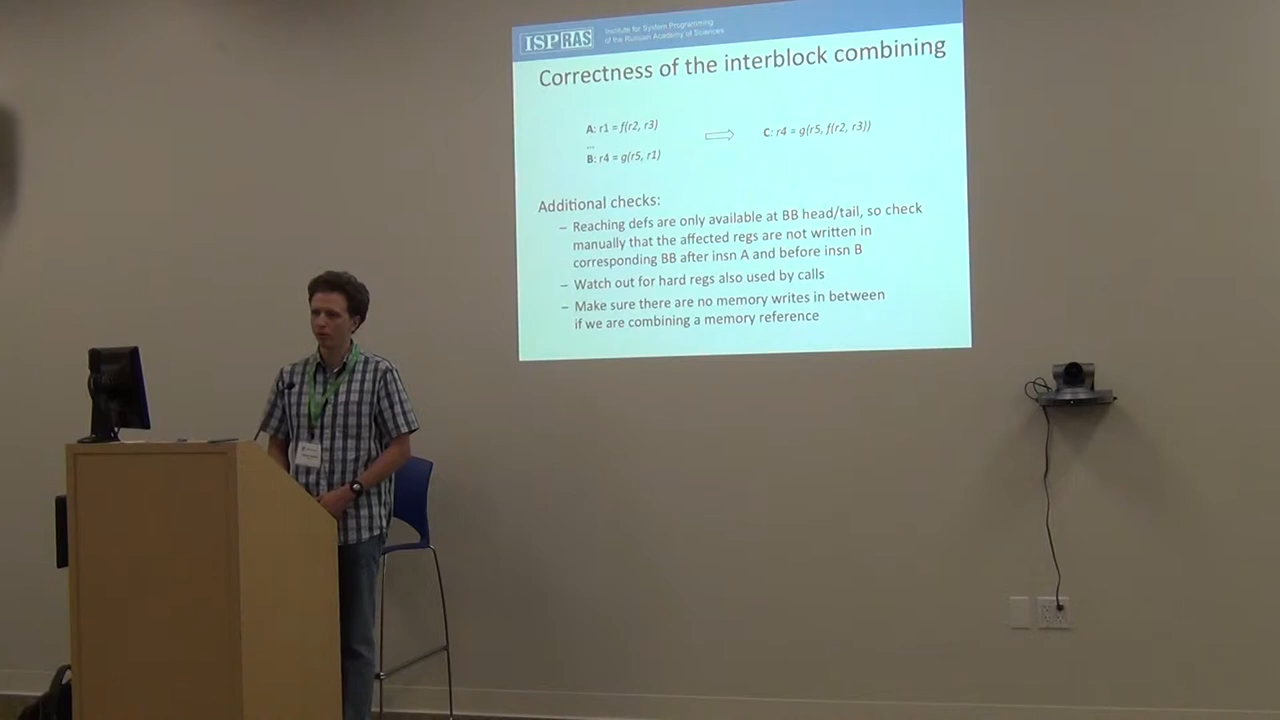 ISPRAS
Institute for System Programming
of the Russian Academy of Sciences
Correctness of the interblock combining
A: r1 = f(r2, r3)
...
B: r4 = g(r5, r1)
C: r4 = g(r5, f(r2, r3))
Additional checks:
– Reaching defs are only available at BB head/tail, so check
manually that the affected regs are not written in
corresponding BB after insn A and before insn B
– Watch out for hard regs also used by calls
– Make sure there are no memory writes in between
if we are combining a memory reference